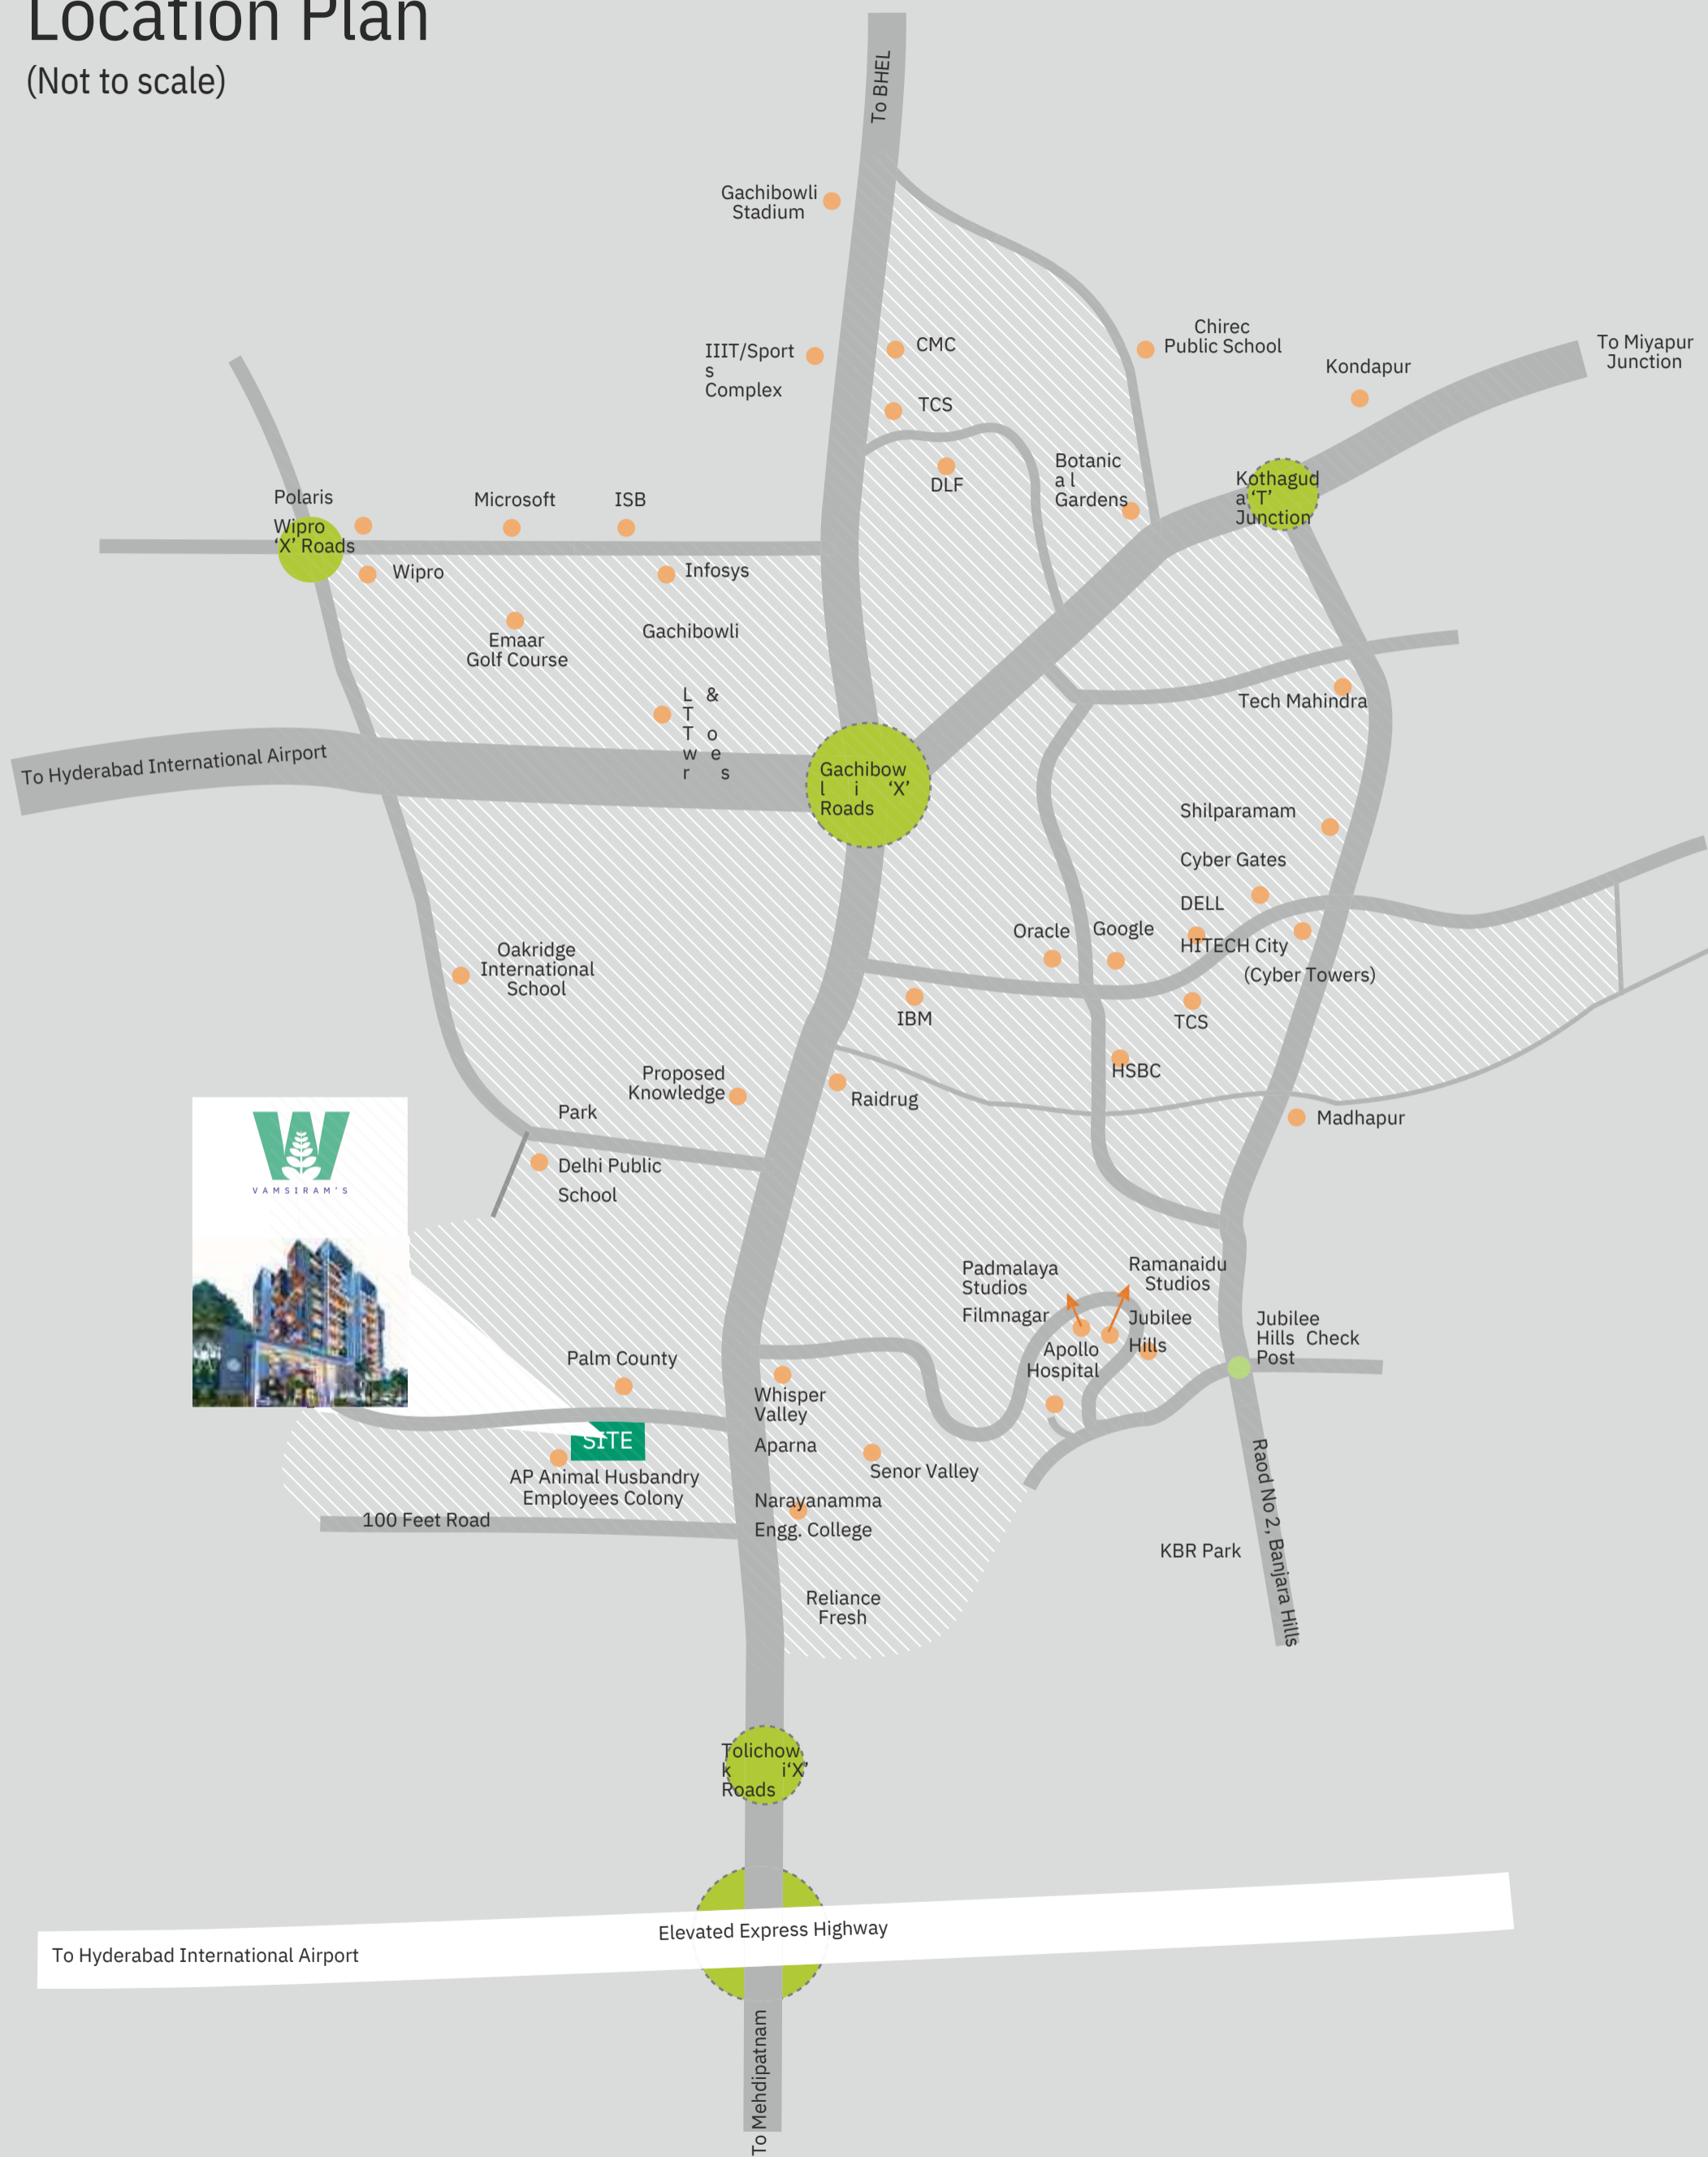 Location Plan
(Not to scale)
To BHEL
Gachibowli
Stadium
IIIT/Sport
s
Complex
CMC
TCS
DLF
Chirec
Public School
Kondapur
To Miyapur
Junction
Botanic
a l
Gardens
Kothagud
a ‘T’
Junction
Polaris
Wipro
‘X’ Roads
Microsoft
ISB
Wipro
Infosys
Emaar
Golf Course
Gachibowli
L &
T
T o
w e
r s
To Hyderabad International Airport
Gachibow
l i ‘X’
Roads
Tech Mahindra
Shilparamam
Cyber Gates
DELL
HITECH City
(Cyber Towers)
Oracle
Google
IBM
TCS
HSBC
Oakridge
International
School
Proposed
Knowledge
Park
Raidrug
Madhapur
Delhi Public
School
VAMSIRAM'S
Padmalaya
Studios
Filmnagar
Ramanaidu
Studios
Jubilee
Hills
Apollo
Hospital
Jubilee
Hills Check
Post
Palm County
Whisper
Valley
Aparna
SITE
AP Animal Husbandry
Employees Colony
Senor Valley
Narayanamma
Engg. College
100 Feet Road
KBR Park
Raod No 2, Banjara Hills
Reliance
Fresh
Tolichow
k i‘X’
Roads
Elevated Express Highway
To Hyderabad International Airport
To Mehdipatnam